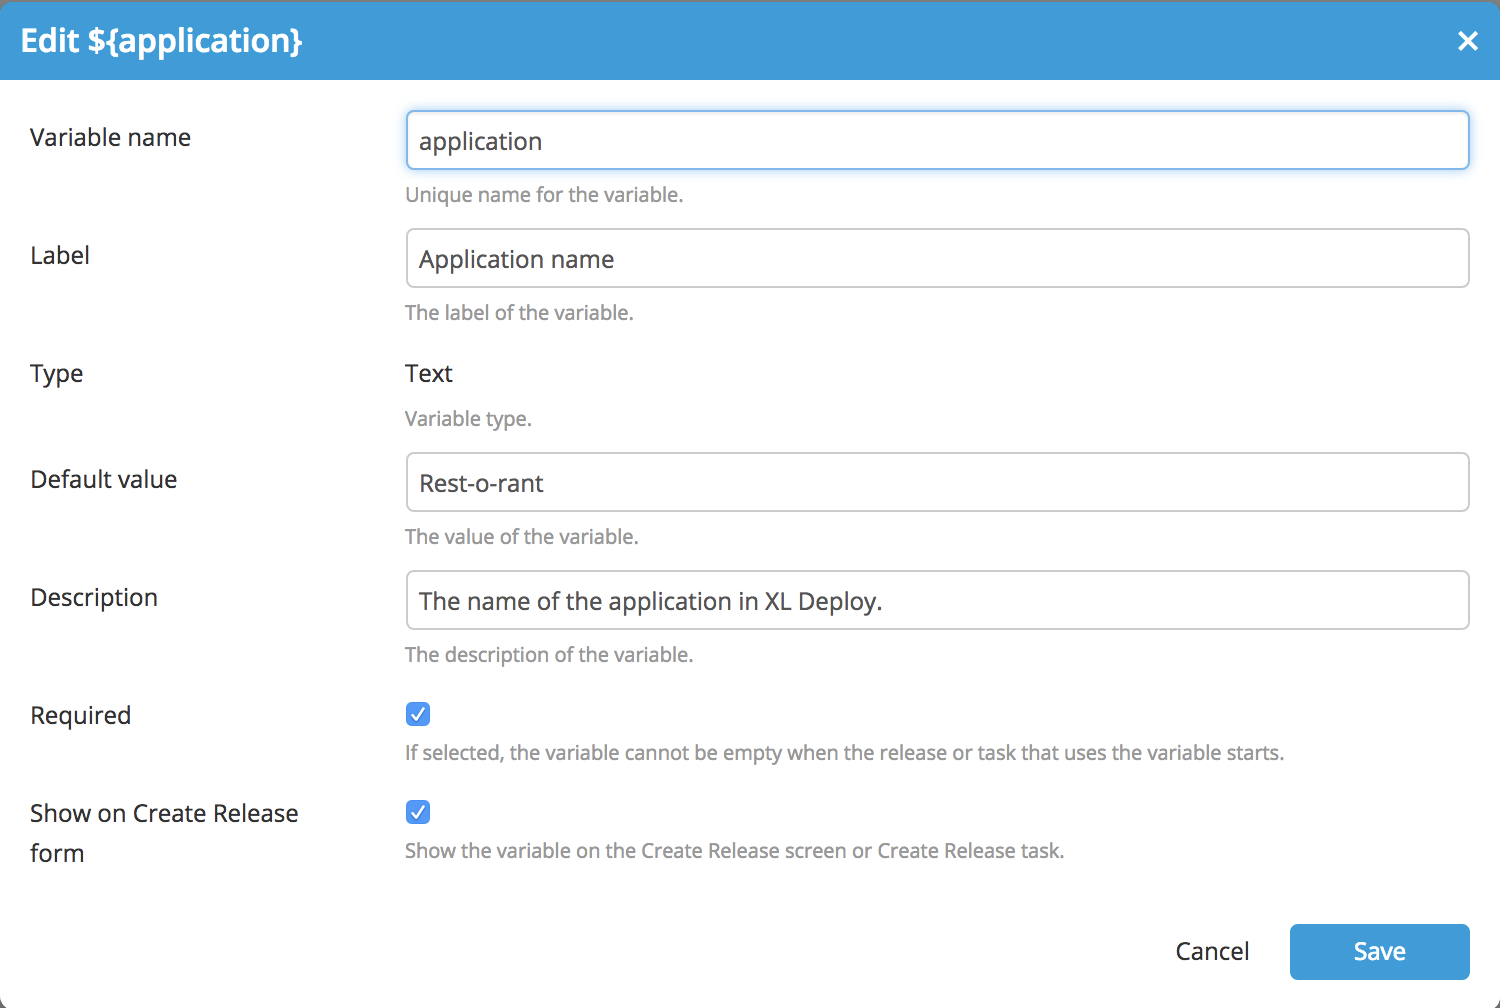 Edit ${application}
Variable name
application
Unique name for the variable.
Label
Application name
The label of the variable.
Type
Text
Variable type.
Default value
Rest-o-rant
The value of the variable.
Description
The name of the application in XL Deploy.
The description of the variable.
Required
If selected, the variable cannot be empty when the release or task that uses the variable starts.
Show on Create Release
form
Show the variable on the Create Release screen or Create Release task.
Cancel
Save